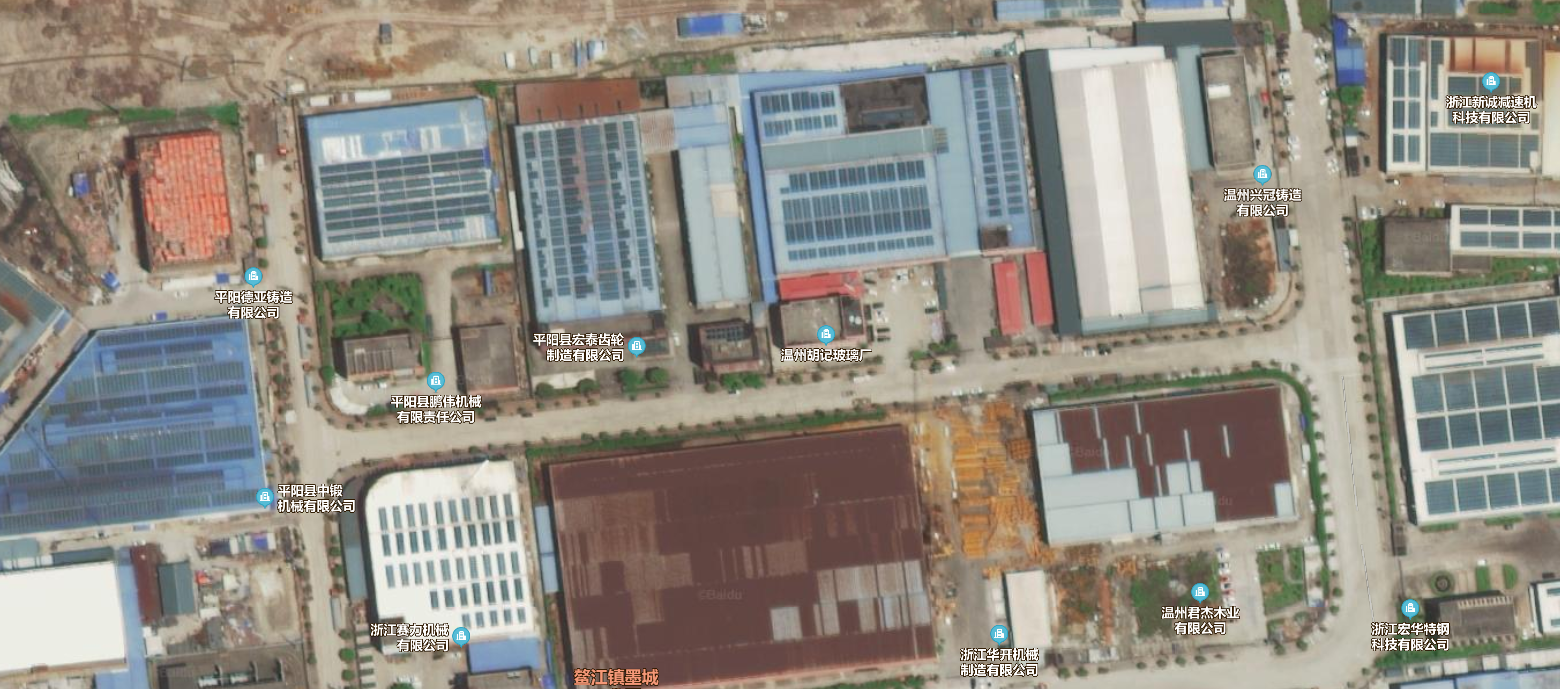 浙江新诚减速机
科技有限公司
温州兴冠铸造
有限公司
平阳德亚铸造
有限公司
平阳县宏泰齿轮
制造有限公司
温州胡记玻璃厂
平阳县鹏伟机械
有限责任公司
©Baidu
平阳县中锻
机械有限公司
©Baidu
浙江赛力机械
有限公司
温州君杰木业
有限公司
浙江宏华特钢
科技有限公司
浙江华开机械
制造有限公司
鳌江镇墨城